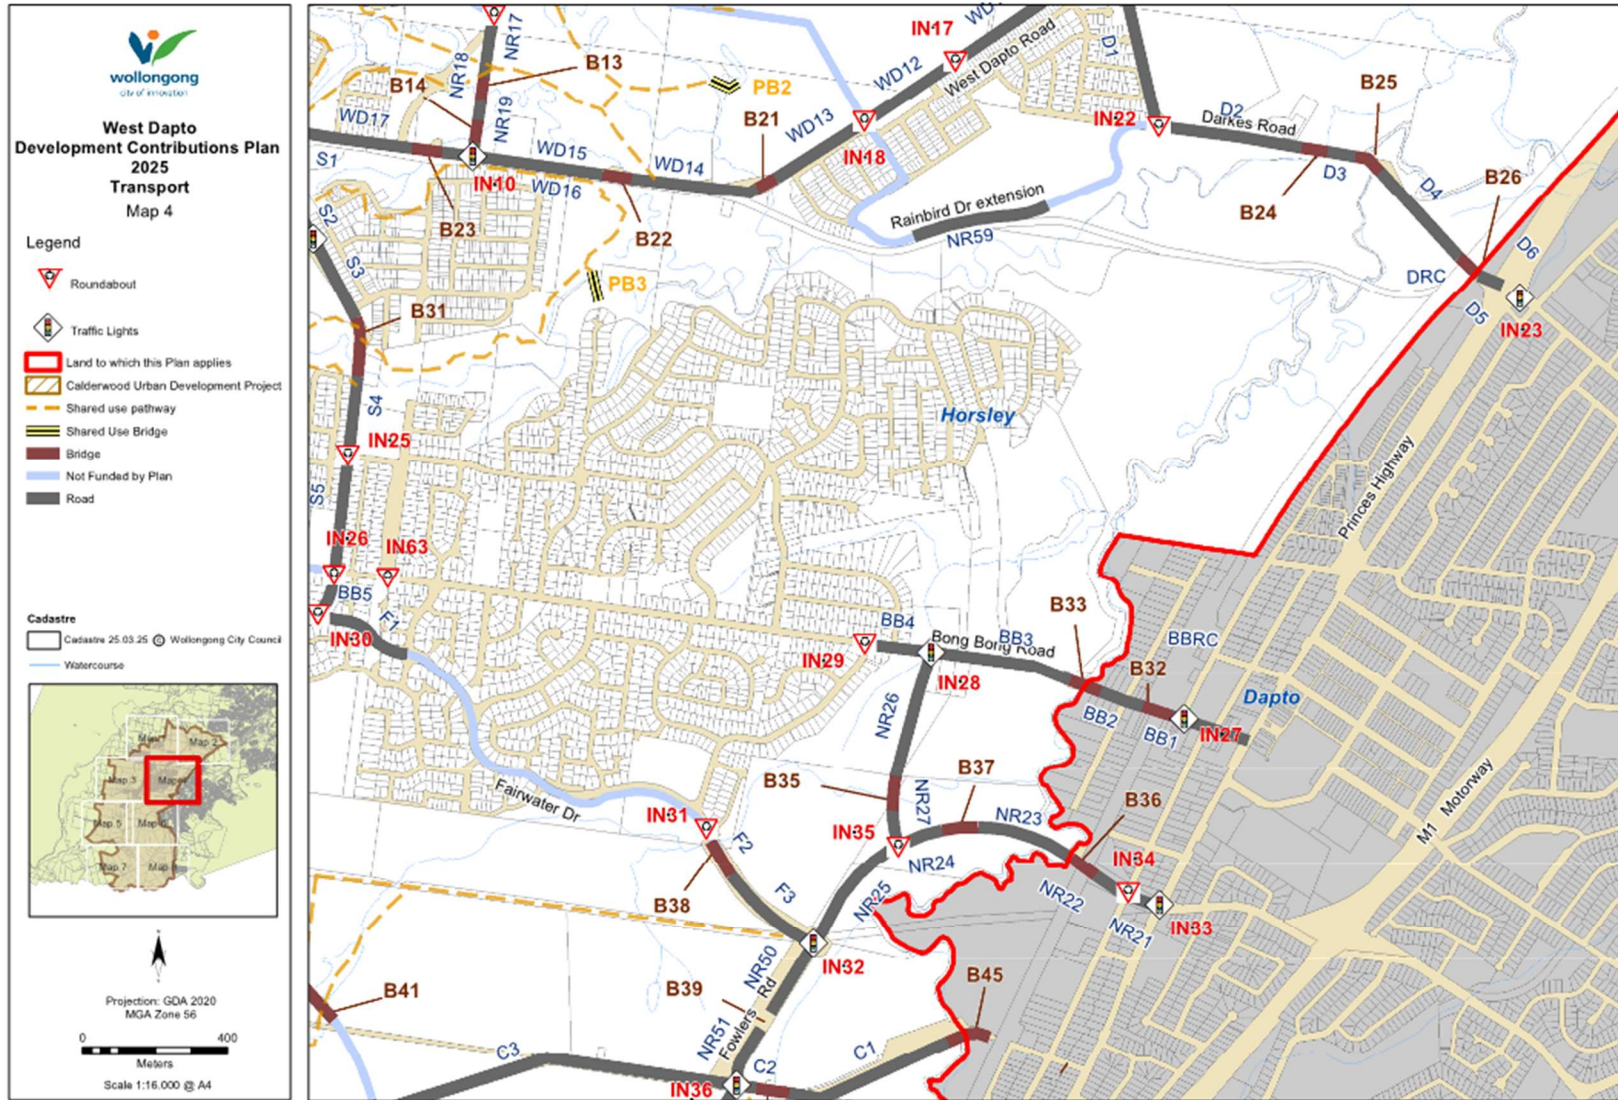 wollongong
city of innovation
West Dapto
Development Contributions Plan
2025
Transport
Map 4
Legend
Roundabout
Traffic Lights
Land to which this Plan applies
Calderwood Urban Development Project
Shared use pathway
Shared Use Bridge
Bridge
Not Funded by Plan
Road
Cadastre
Cadastre 25.03.25 © Wollongong City Council
Watercourse
Map 2
Map 3
Map 5
Map 7
Projection: GDA 2020
MGA Zone 56
0 400
Meters
Scale 1:16.000 @ A4
NR17
IN17
D1
B13
NR18
B14
NR19
PB2
WD12
West Dapto Road
B25
D2
IN22
Darkes Road
WD17
B21
WD13
S1
WD15
WD14
IN18
IN10
WD16
D3
D4
B26
S2
B23
B22
Rainbird Dr extension
NR59
B24
D6
S3
PB3
DRC
D5
IN23
B31
S4
Horsley
IN25
Princes Highway
S5
IN26
IN63
BB5
F1
IN30
B33
BB4
Bong Bong Road
BB3
BBRC
IN29
IN28
B32
Dapto
NR26
BB2
BB1
IN27
Fairwater Dr
B35
B37
NR27
NR23
B36
M1 Motorway
IN31
F2
IN35
NR24
IN34
B38
F3
NR25
NR22
NR21
IN33
NR50
IN32
B39
B45
B41
NR51
Fowlers Rd
C3
C2
C1
IN36